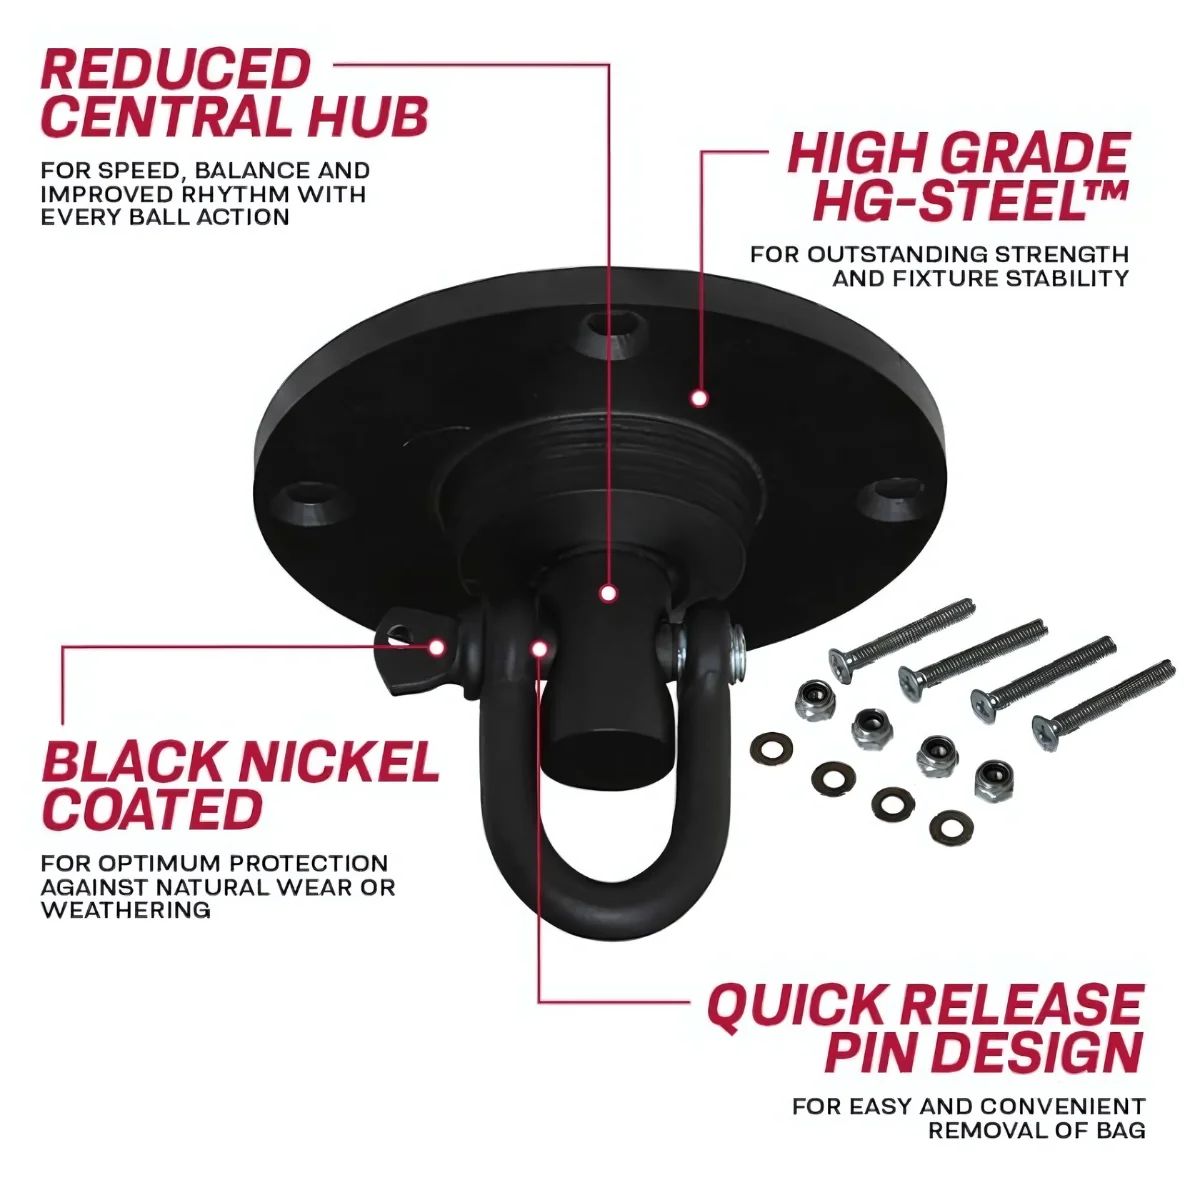 REDUCED
CENTRAL HUB
FOR SPEED, BALANCE AND
IMPROVED RHYTHM WITH
EVERY BALL ACTION
HIGH GRADE
HG-STEEL™
FOR OUTSTANDING STRENGTH
AND FIXTURE STABILITY
BLACK NICKEL
COATED
FOR OPTIMUM PROTECTION
AGAINST NATURAL WEAR OR
WEATHERING
QUICK RELEASE
PIN DESIGN
FOR EASY AND CONVENIENT
REMOVAL OF BAG